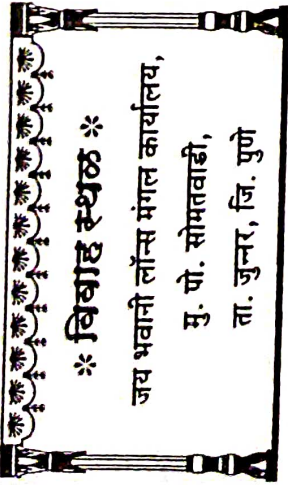 * विवाह स्थळ *
जय भवानी लॉन्स मंगल कार्यालय,
मु. पो. सोमतवाडी,
ता. जुन्नर, जि. पुणे